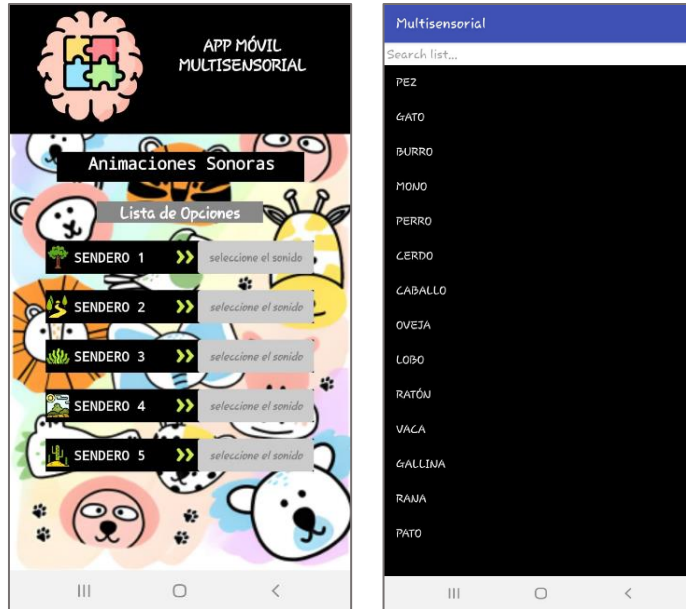 APP MÓVIL
MULTISENSORIAL
Animaciones Sonoras
Lista de Opciones
SENDERO 1 seleccione el sonido
SENDERO 2 seleccione el sonido
SENDERO 3 seleccione el sonido
SENDERO 4 seleccione el sonido
SENDERO 5 seleccione el sonido
Multisensorial
Search list...
PEZ
GATO
BURRO
MONO
PERRO
CERDO
CABALLO
OVEJA
LOBO
RATÓN
VACA
GALLINA
RANA
PATO